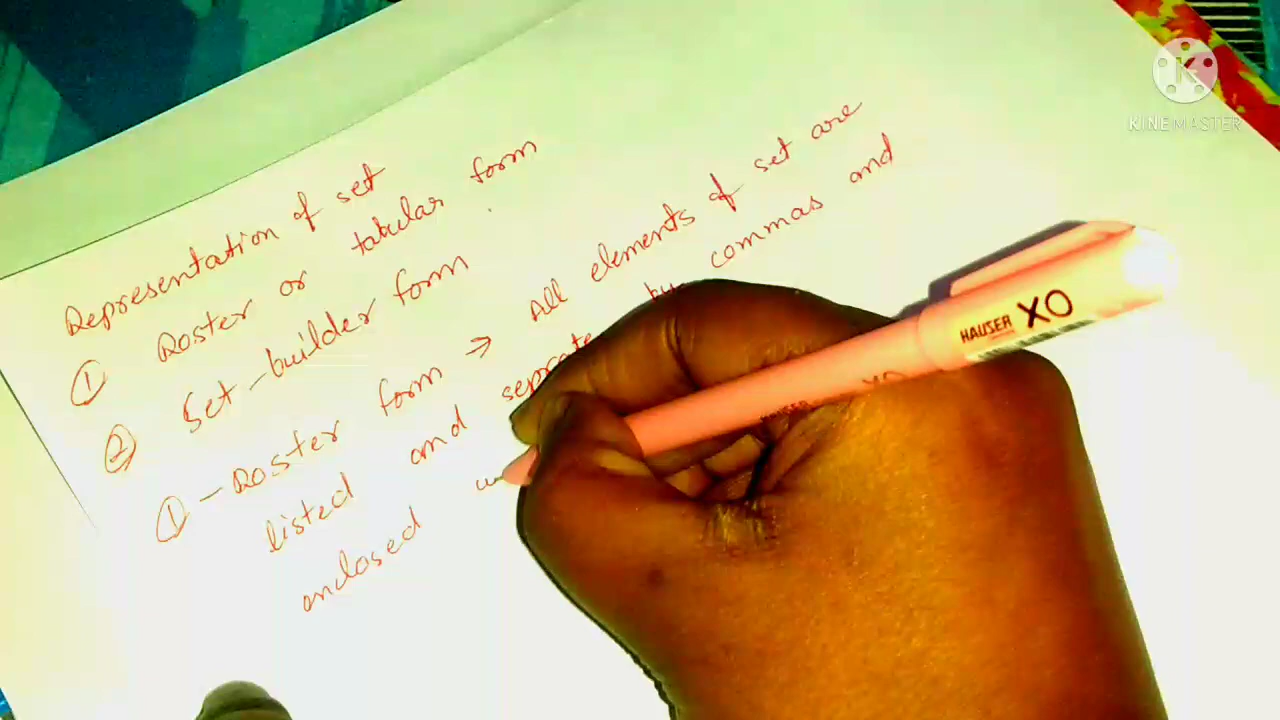 Representation of set
① Roster or tabular form
② Set-builder form
① - Roster form → All elements of set are
listed and seprate by commas and
enclosed
HAUSER XO
KINEMASTER